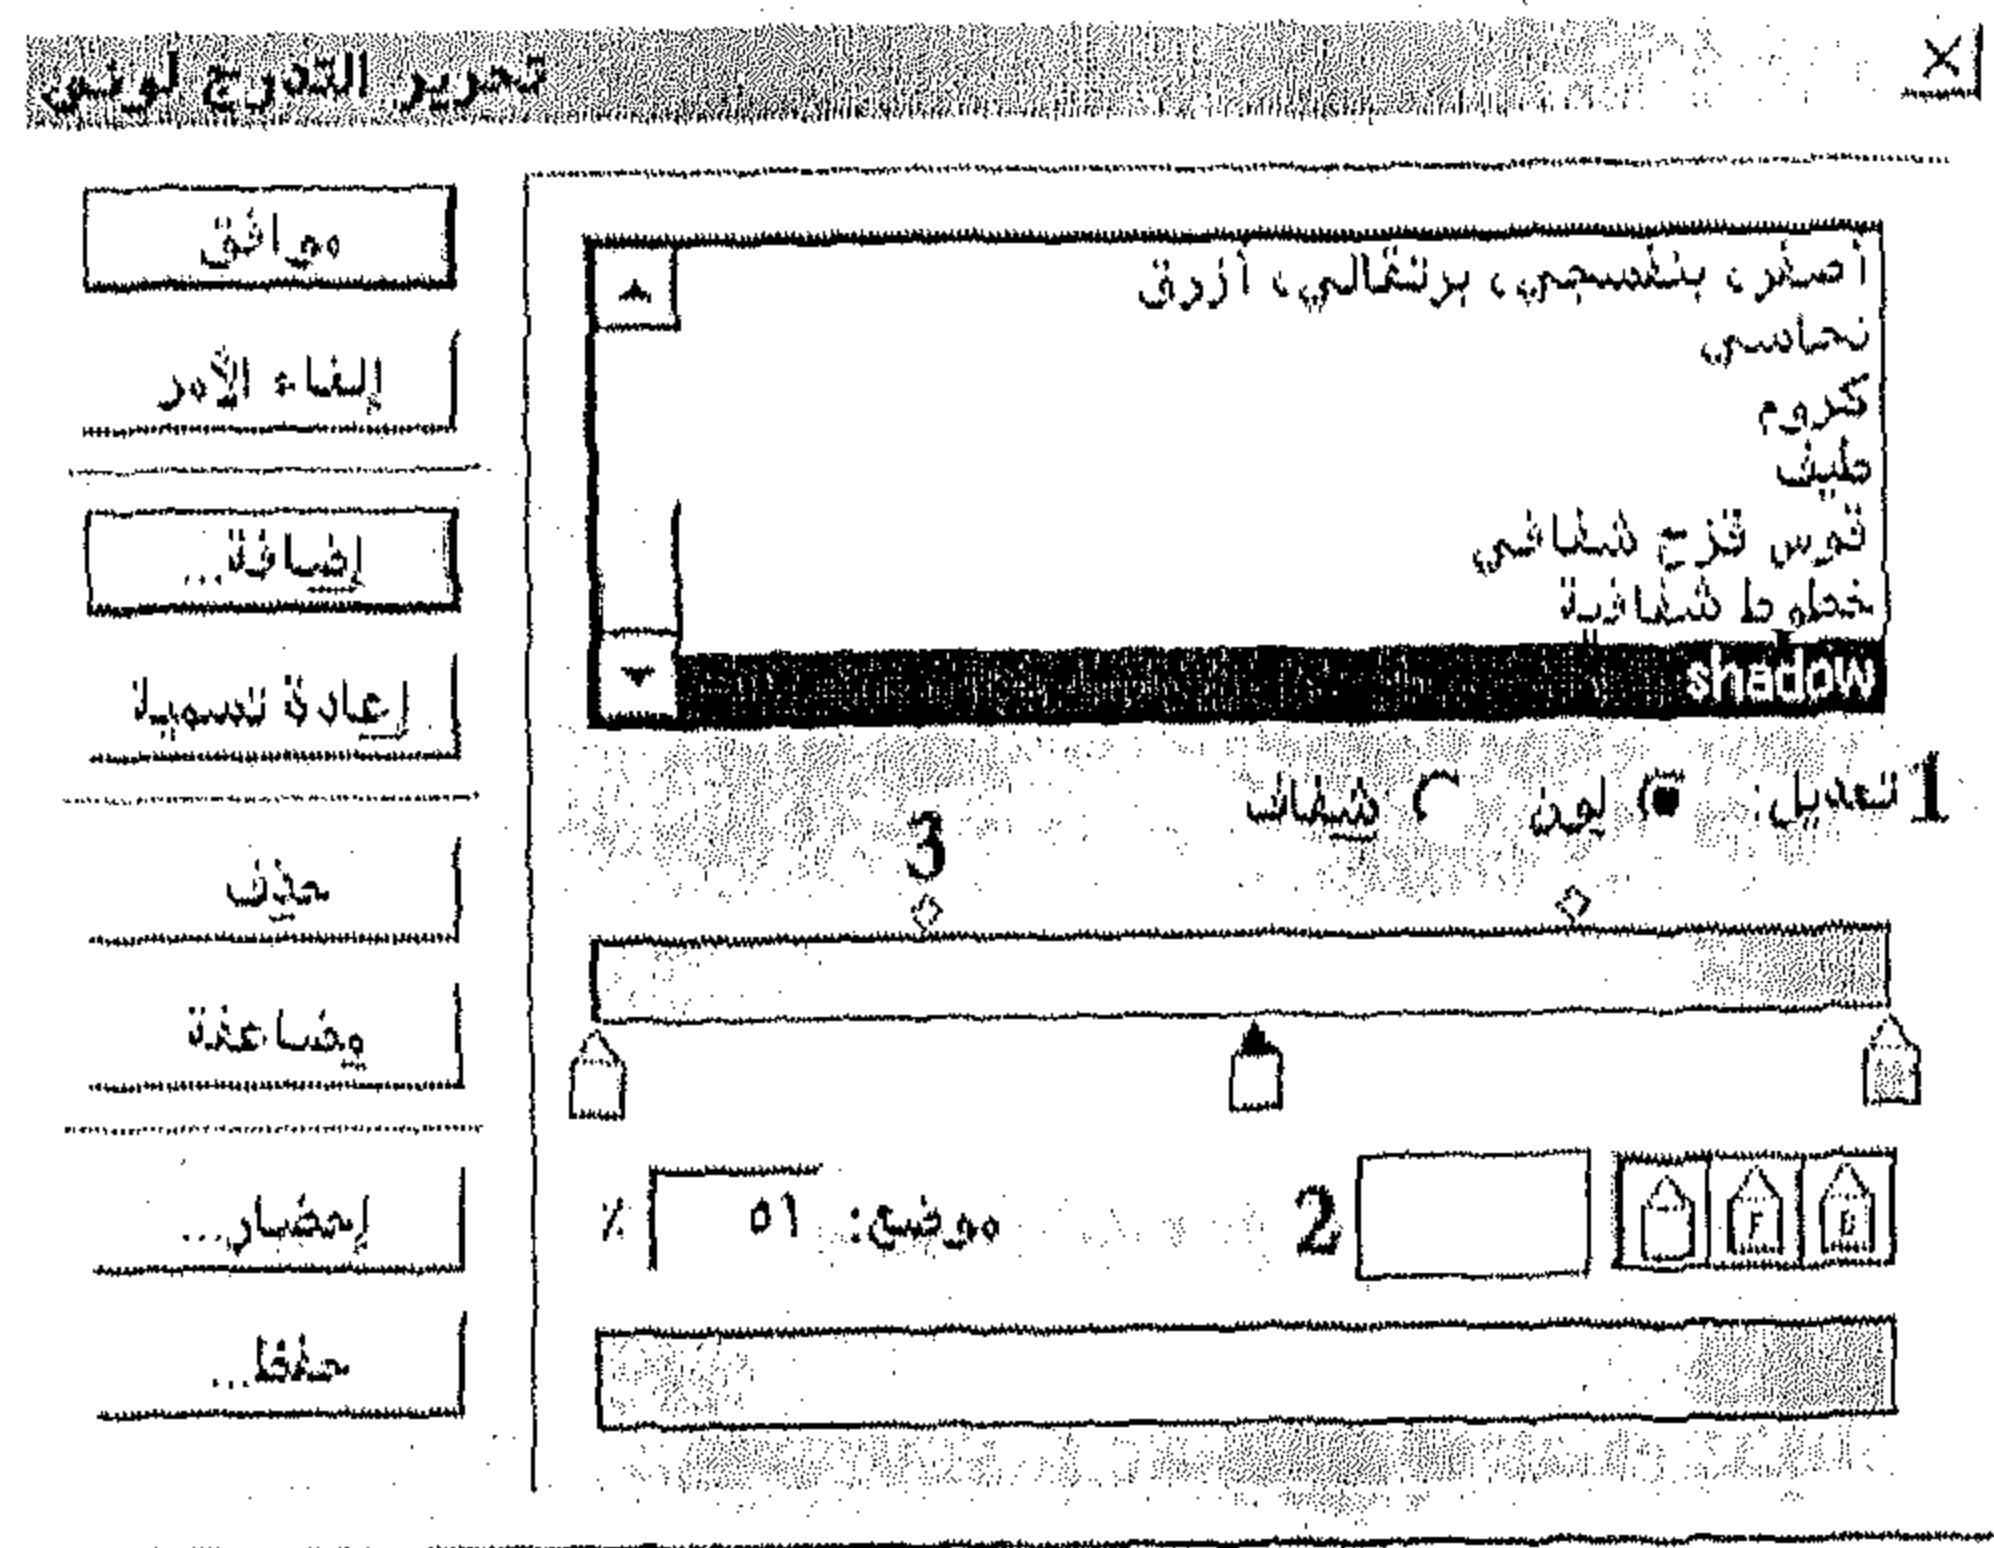 تحرير التدرج لونى
موافق
إلغاء الأمر
إضافة...
إعادة تسمية
حذف
مضاعفة
إحضار...
حفظ...
أصفر، بنفسجي، برتقالي، أزرق
نحاسي
كروم
طيف
قوس قزح شفافي
خطوط شفافية
shadow
1 تعديل: لون شفاف
3
F
2 موضع: ٥١ ٪